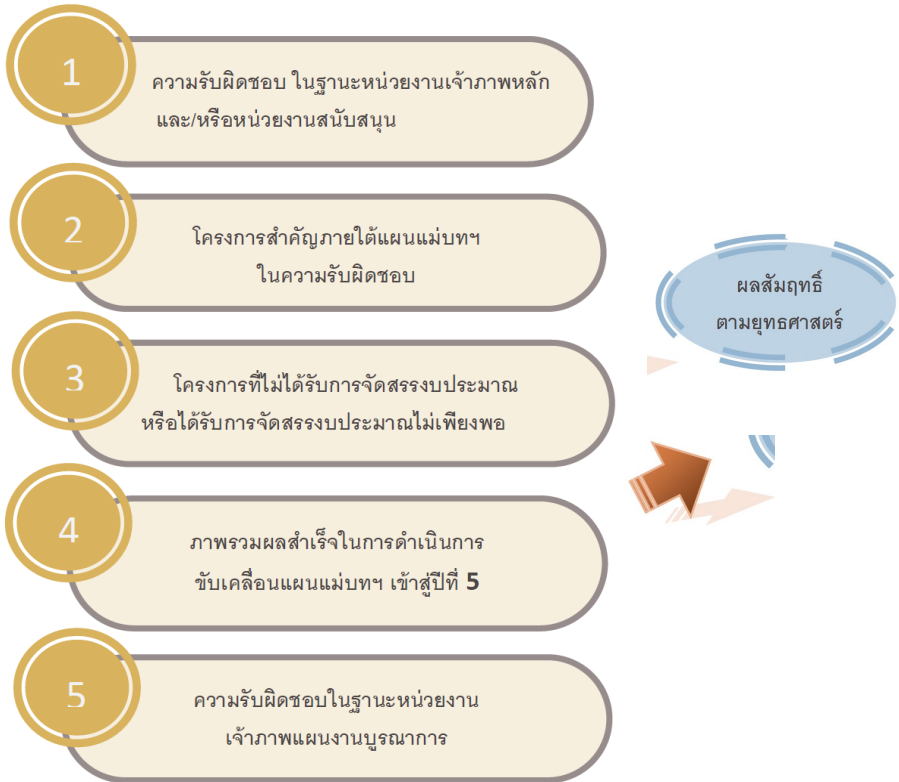 1
ความรับผิดชอบ ในฐานะหน่วยงานเจ้าภาพหลัก
และ/หรือหน่วยงานสนับสนุน
2
โครงการสำคัญภายใต้แผนแม่บทฯ
ในความรับผิดชอบ
ผลสัมฤทธิ์
ตามยุทธศาสตร์
3
โครงการที่ไม่ได้รับการจัดสรรงบประมาณ
หรือได้รับการจัดสรรงบประมาณไม่เพียงพอ
4
ภาพรวมผลสำเร็จในการดำเนินการ
ขับเคลื่อนแผนแม่บทฯ เข้าสู่ปีที่ 5
5
ความรับผิดชอบในฐานะหน่วยงาน
เจ้าภาพแผนงานบูรณาการ